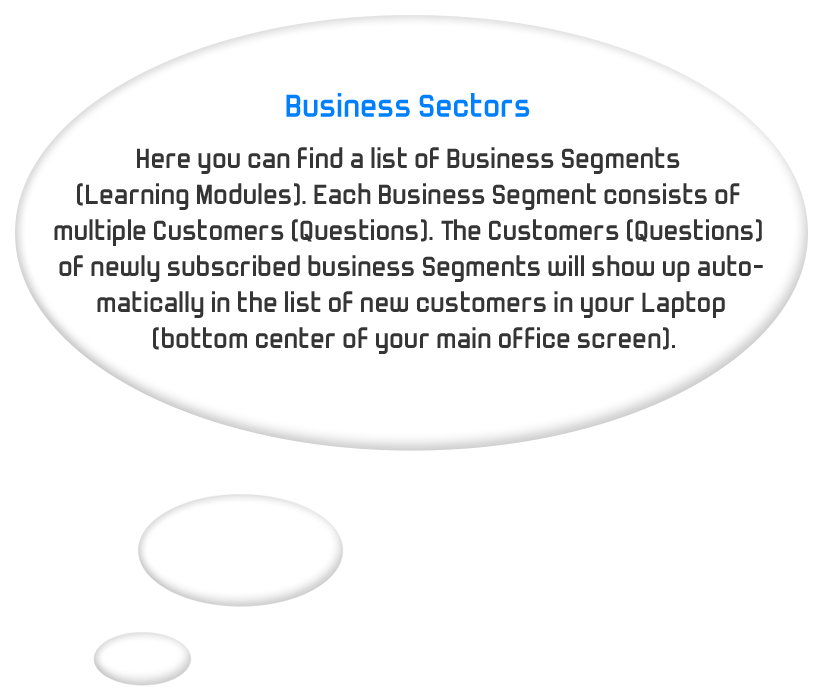 Business Sectors
Here you can find a list of Business Segments
(Learning Modules). Each Business Segment consists of
multiple Customers (Questions). The Customers (Questions)
of newly subscribed business Segments will show up auto-
matically in the list of new customers in your Laptop
(bottom center of your main office screen).